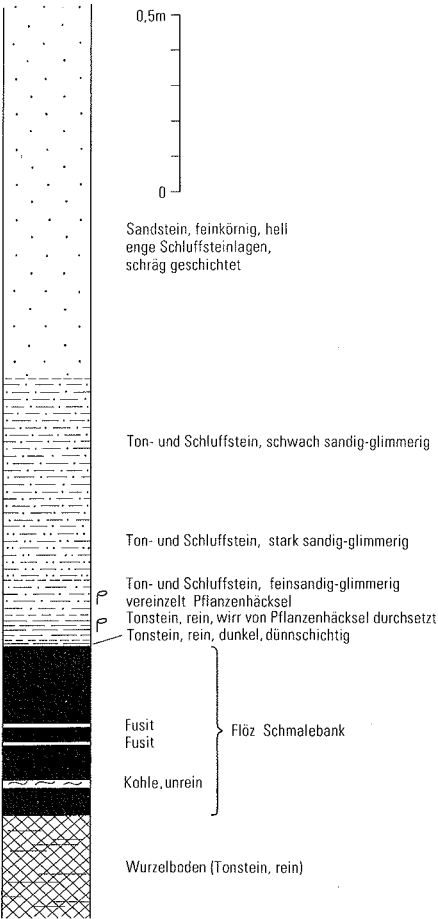 0,5m
0
Sandstein, feinkörnig, hell
enge Schluffsteinlagen,
schräg geschichtet
Ton- und Schluffstein, schwach sandig-glimmerig
Ton- und Schluffstein, stark sandig-glimmerig
Ton- und Schluffstein, feinsandig-glimmerig
vereinzelt Pflanzenhäcksel
Tonstein, rein, wirr von Pflanzenhäcksel durchsetzt
Tonstein, rein, dunkel, dünnschichtig
Fusit
Fusit
Flöz Schmalebank
Kohle, unrein
Wurzelboden (Tonstein, rein)